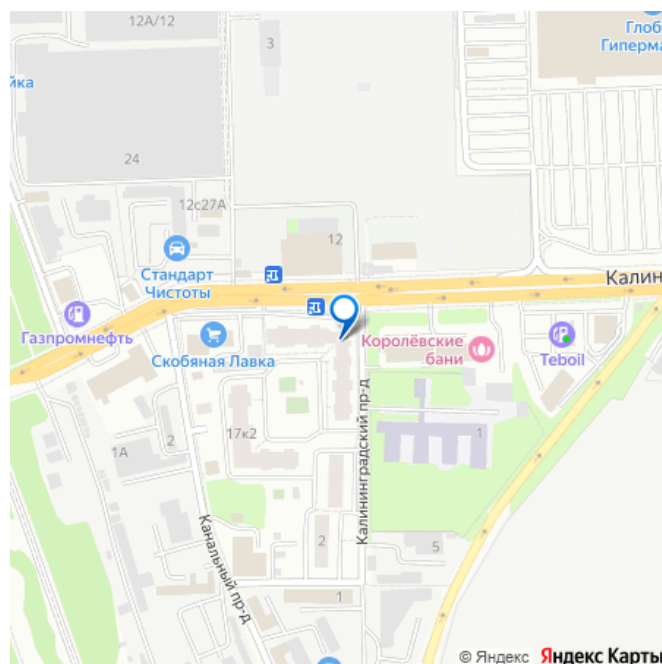 12А/12
3
Глоб
Гиперма
йка
24
12с27А
12
Стандарт
Чистоты
Калин
Газпромнефть
Скобяная Лавка
Королёвские
бани
Teboil
Калининградский пр-д
17к2
2
1А
1
Канальный пр-д
2
5
1
© Яндекс Яндекс Карты